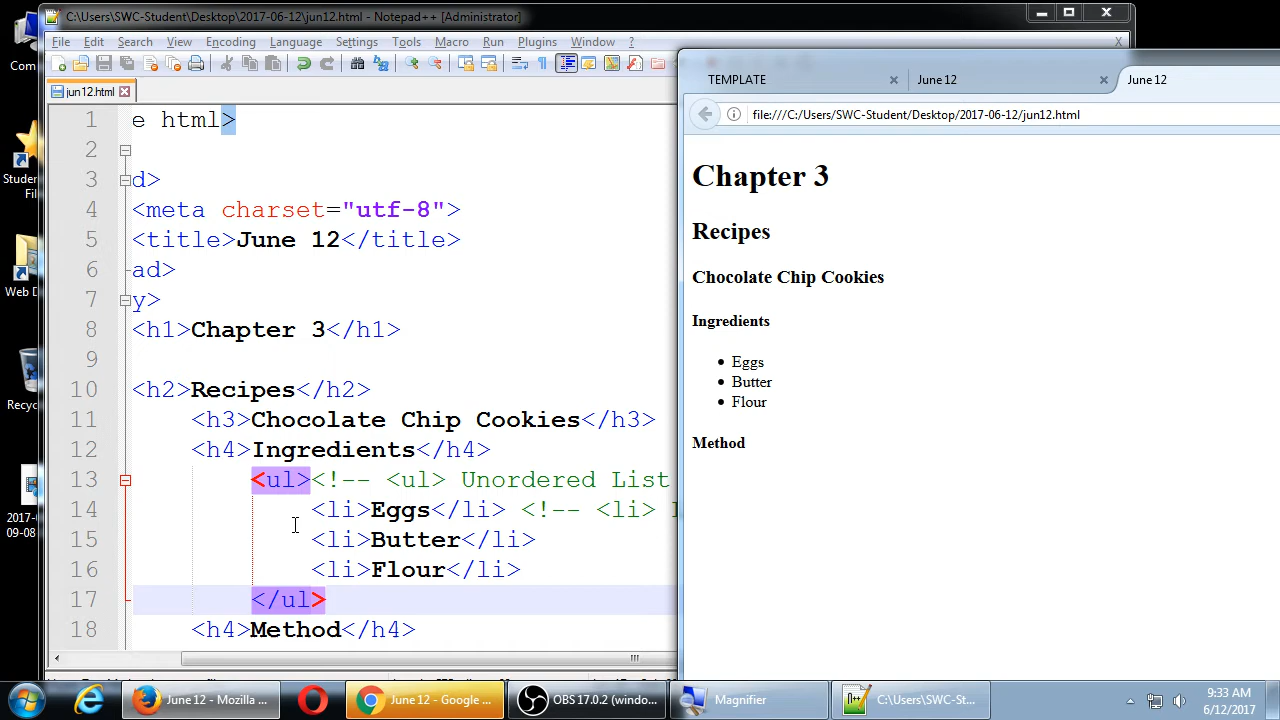 C:\Users\SWC-Student\Desktop\2017-06-12\jun12.html - Notepad++ [Administrator]
File Edit Search View Encoding Language Settings Tools Macro Run Plugins Window ? X
jun12.html
1 e html>
2
3 d>
4 <meta charset="utf-8">
5 <title>June 12</title>
6 ad>
7 y>
8 <h1>Chapter 3</h1>
9
10 <h2>Recipes</h2>
11 <h3>Chocolate Chip Cookies</h3>
12 <h4>Ingredients</h4>
13 <ul><!-- <ul> Unordered List
14 <li>Eggs</li> <!-- <li>
15 <li>Butter</li>
16 <li>Flour</li>
17 </ul>
18 <h4>Method</h4>
TEMPLATE June 12 June 12
file:///C:/Users/SWC-Student/Desktop/2017-06-12/jun12.html
Chapter 3
Recipes
Chocolate Chip Cookies
Ingredients
• Eggs
• Butter
• Flour
Method
Com
Studen
Fil
Web D
Recyc
2017-
09-08
June 12 - Mozilla ...
June 12 - Google ...
OBS 17.0.2 (windo...
Magnifier
C:\Users\SWC-St...
9:33 AM
6/12/2017